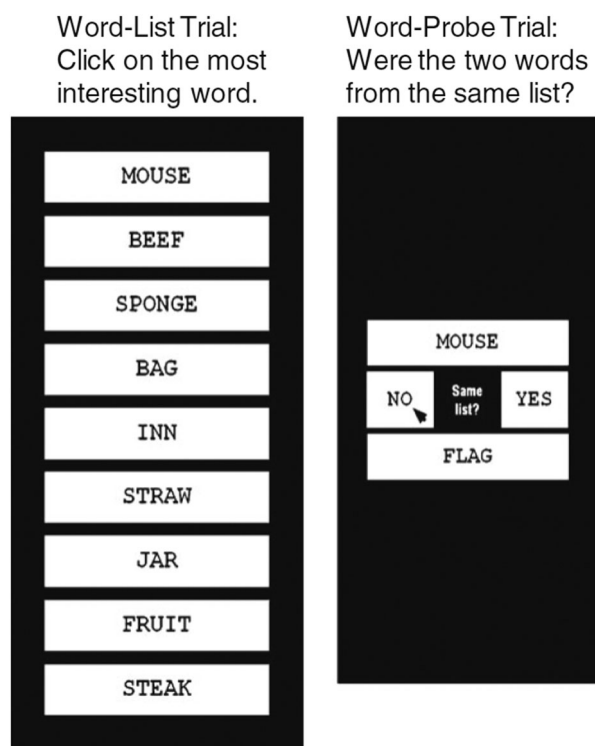 Word-List Trial:
Click on the most
interesting word.
MOUSE
BEEF
SPONGE
BAG
INN
STRAW
JAR
FRUIT
STEAK
Word-Probe Trial:
Were the two words
from the same list?
MOUSE
NO
Same
list?
YES
FLAG